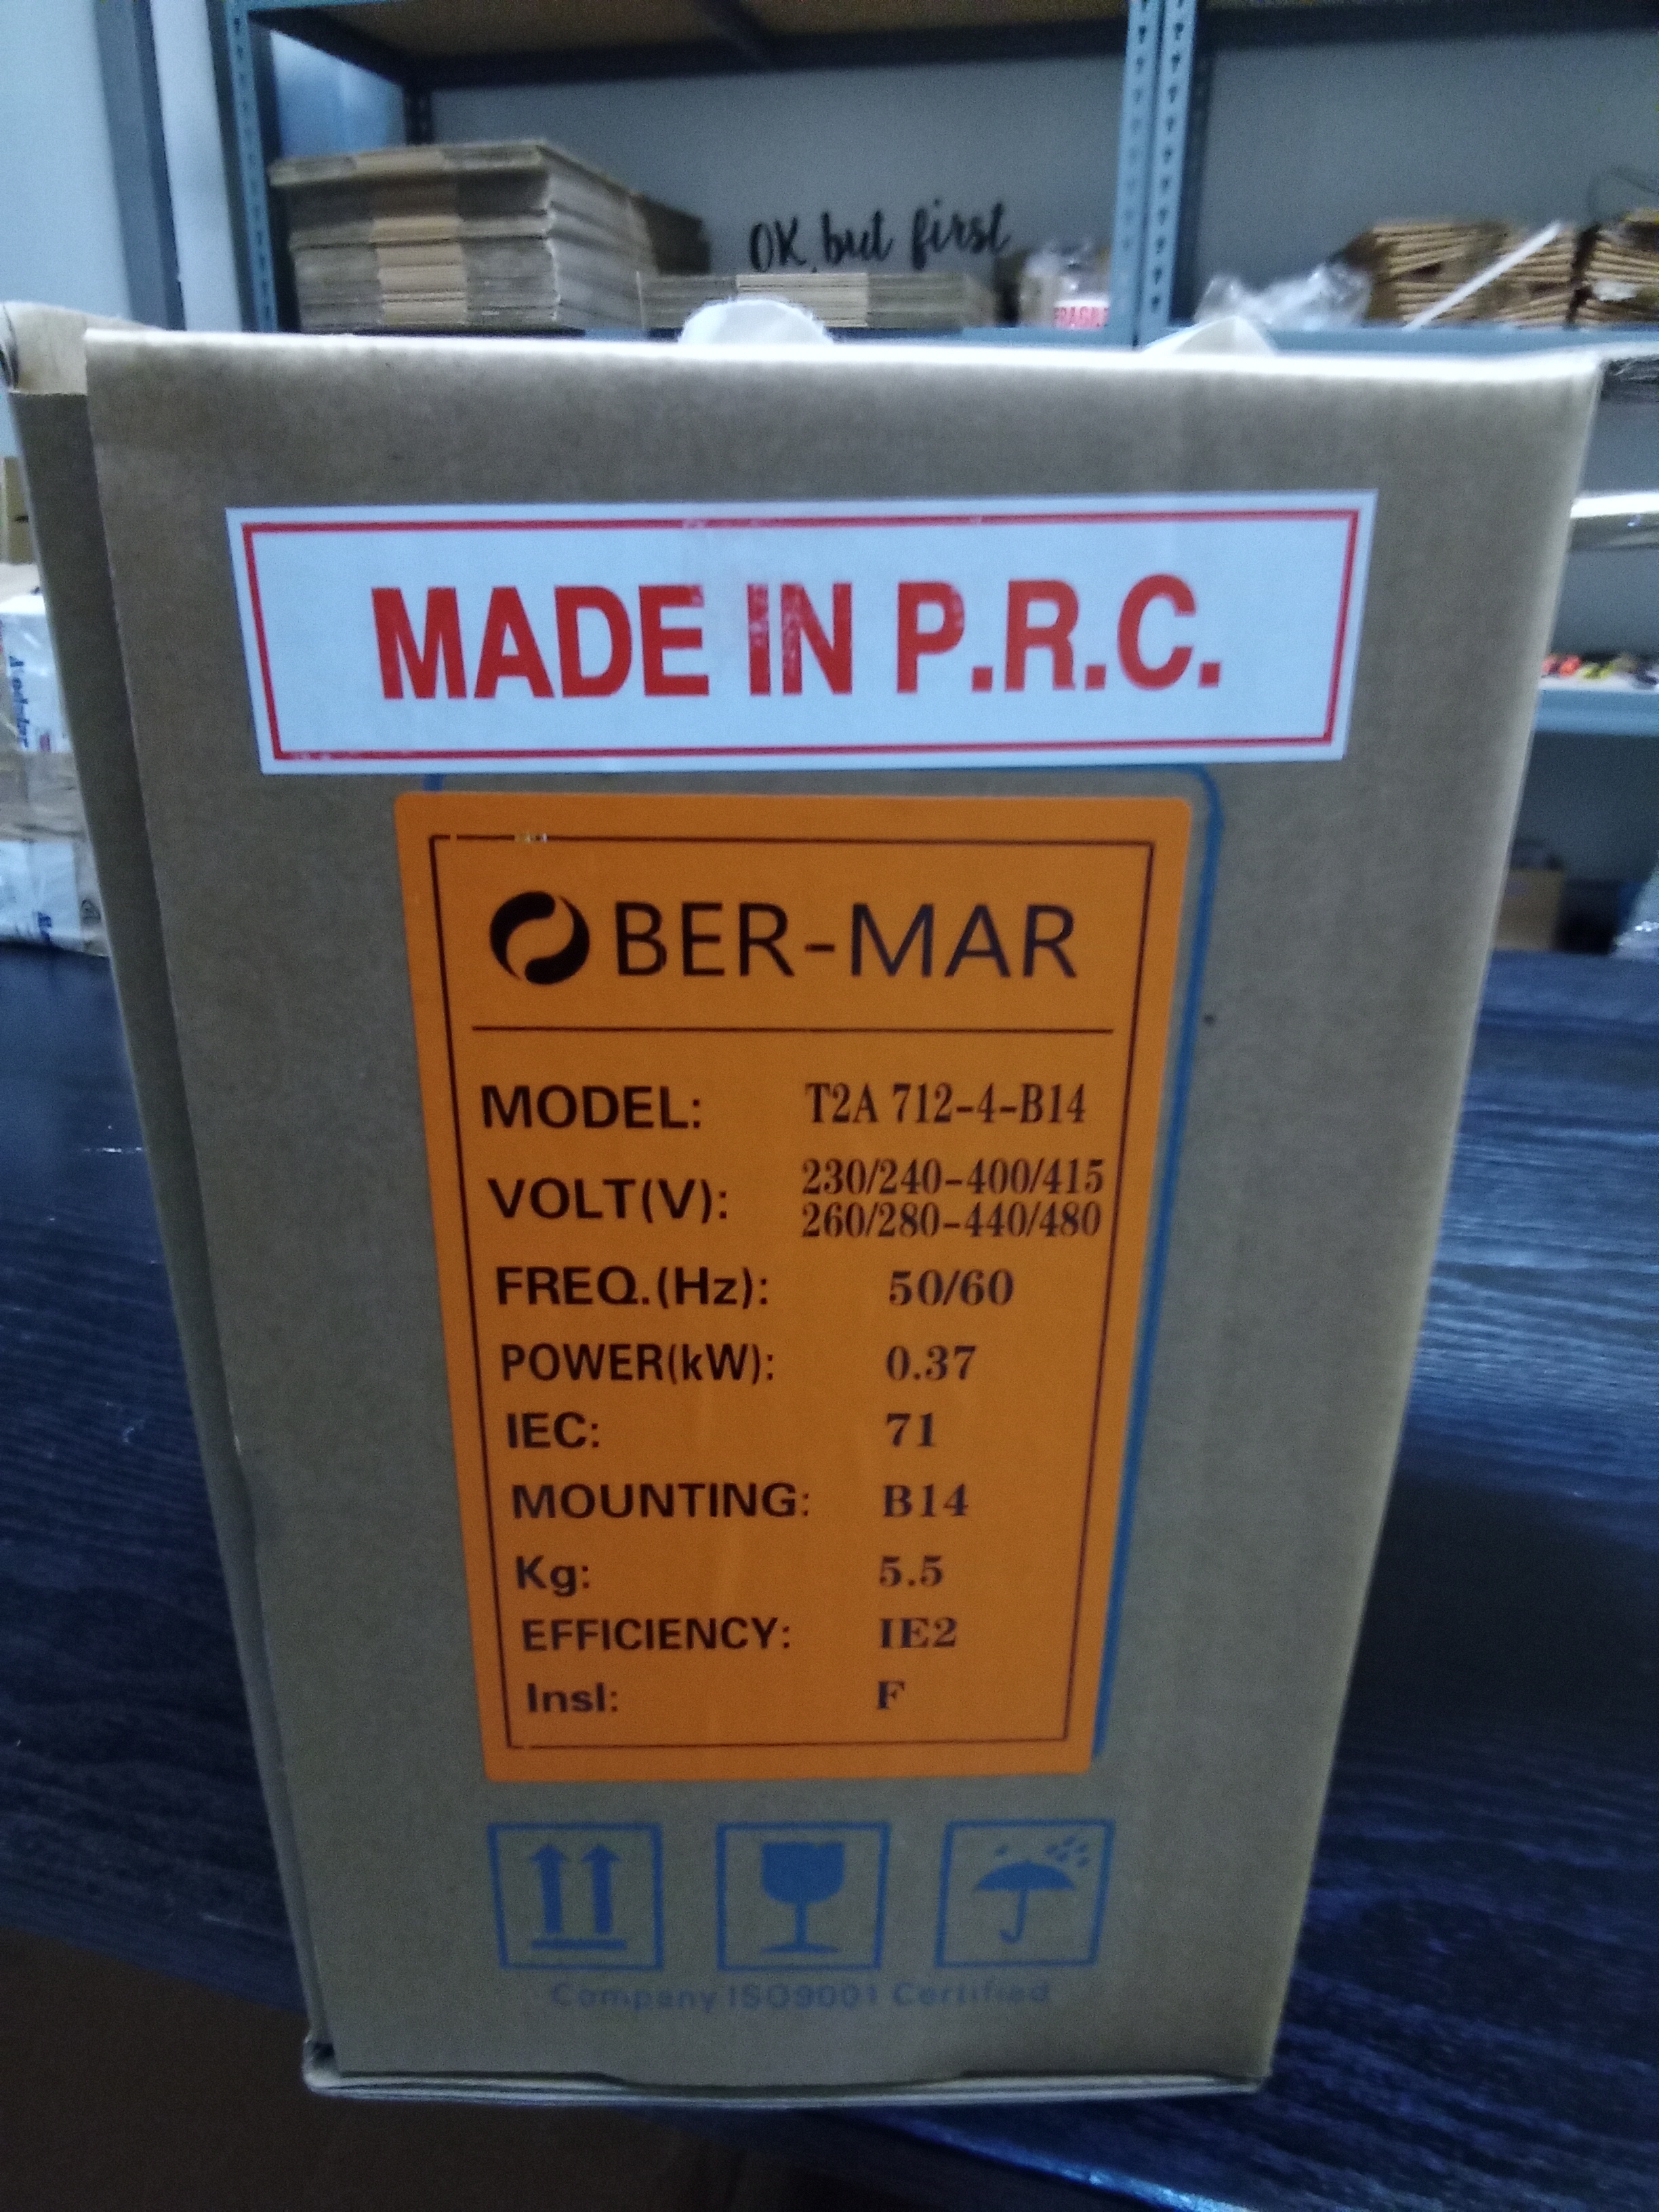 OK, but first
FRAGILE
MADE IN P.R.C.
BER-MAR
MODEL: T2A 712-4-B14
VOLT(V): 230/240-400/415
260/280-440/480
FREQ.(Hz): 50/60
POWER(kW): 0.37
IEC: 71
MOUNTING: B14
Kg: 5.5
EFFICIENCY: IE2
Insl: F
Company ISO9001 Certified